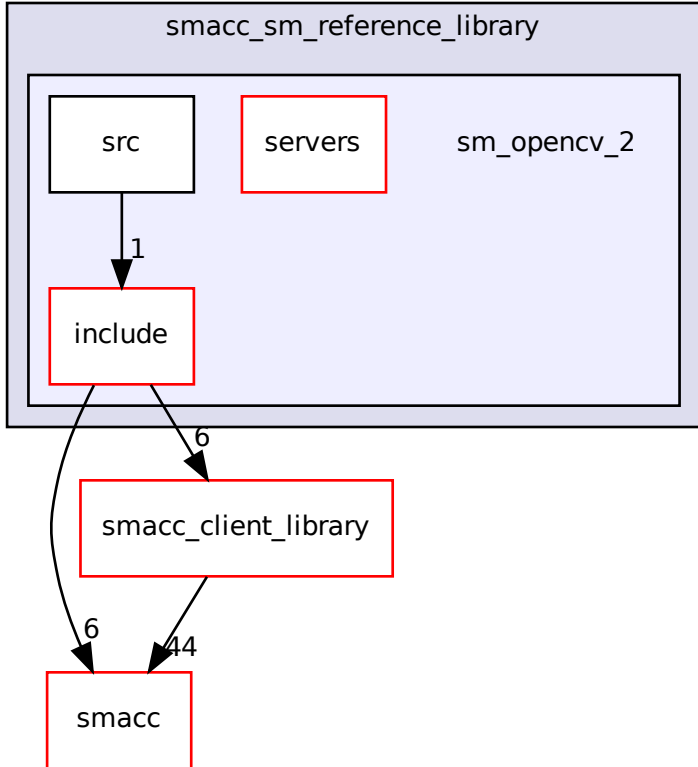 smacc_sm_reference_library
src
servers
sm_opencv_2
1
include
6
smacc_client_library
6
44
smacc